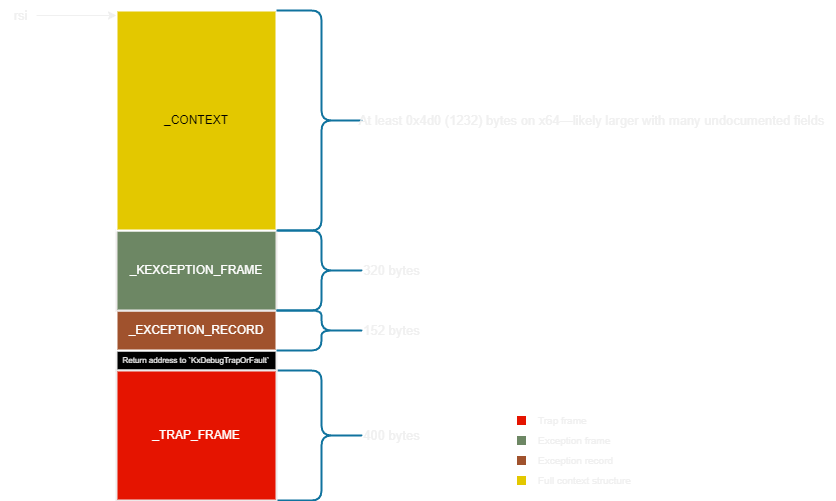 rsi
_CONTEXT
At least 0x4d0 (1232) bytes on x64—likely larger with many undocumented fields
_KEXCEPTION_FRAME
320 bytes
_EXCEPTION_RECORD
152 bytes
Return address to `KxDebugTrapOrFault`
_TRAP_FRAME
400 bytes
Trap frame
Exception frame
Exception record
Full context structure